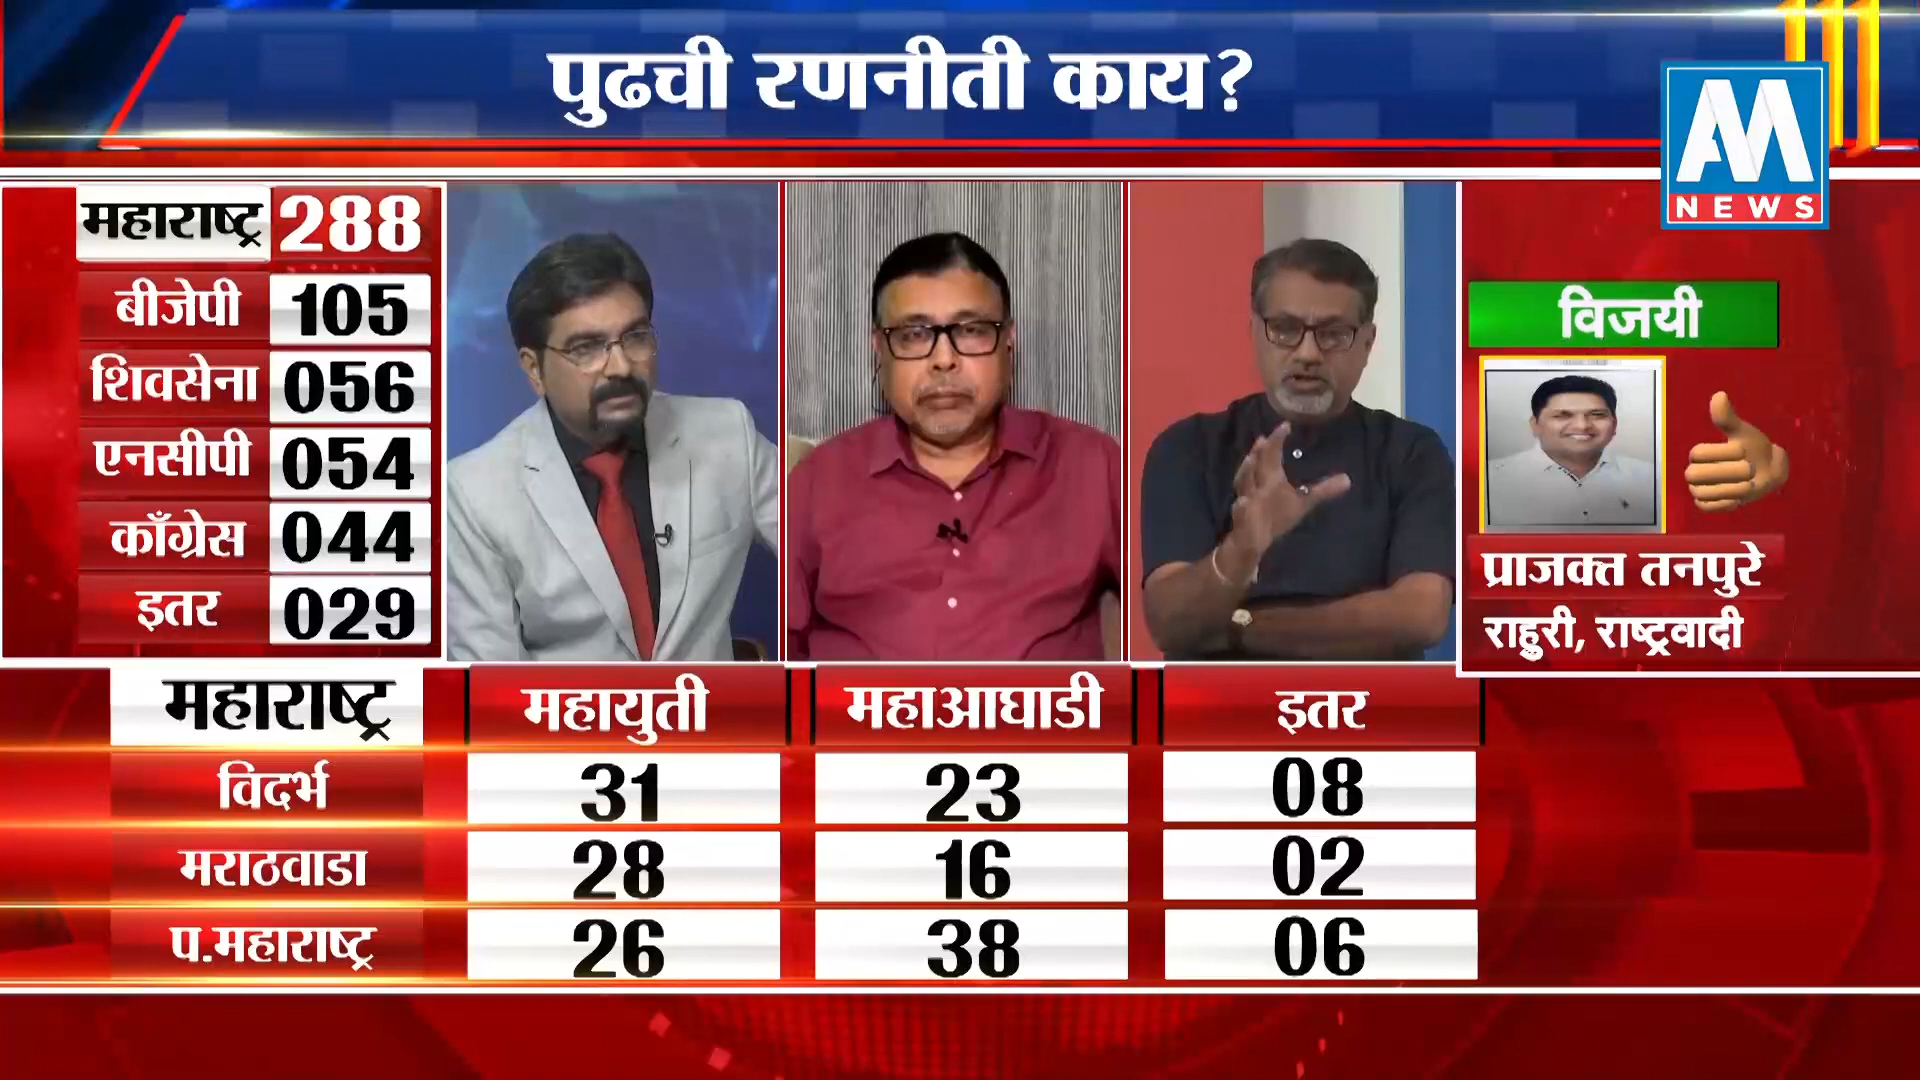 पुढची रणनीती काय?
AM
NEWS
महाराष्ट्र 288
बीजेपी 105
शिवसेना 056
एनसीपी 054
काँग्रेस 044
इतर 029
विजयी
प्राजक्त तनपुरे
राहुरी, राष्ट्रवादी
महाराष्ट्र महायुती महाआघाडी इतर
विदर्भ 31 23 08
मराठवाडा 28 16 02
प.महाराष्ट्र 26 38 06